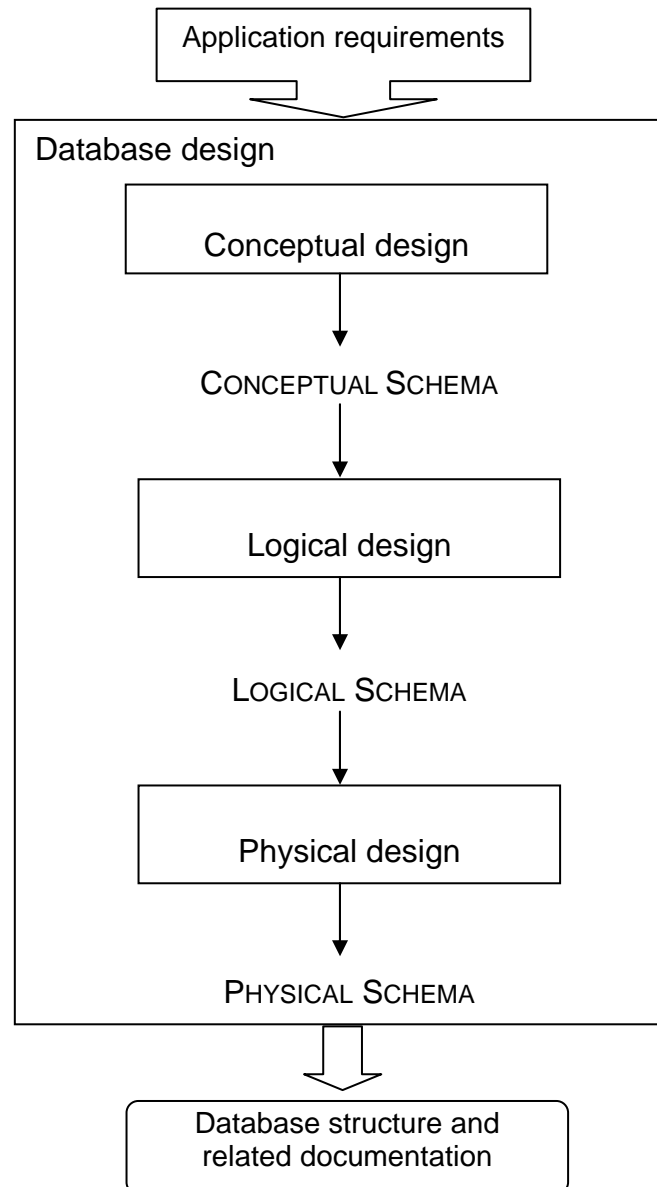 Application requirements
Database design
Conceptual design
CONCEPTUAL SCHEMA
Logical design
LOGICAL SCHEMA
Physical design
PHYSICAL SCHEMA
Database structure and
related documentation